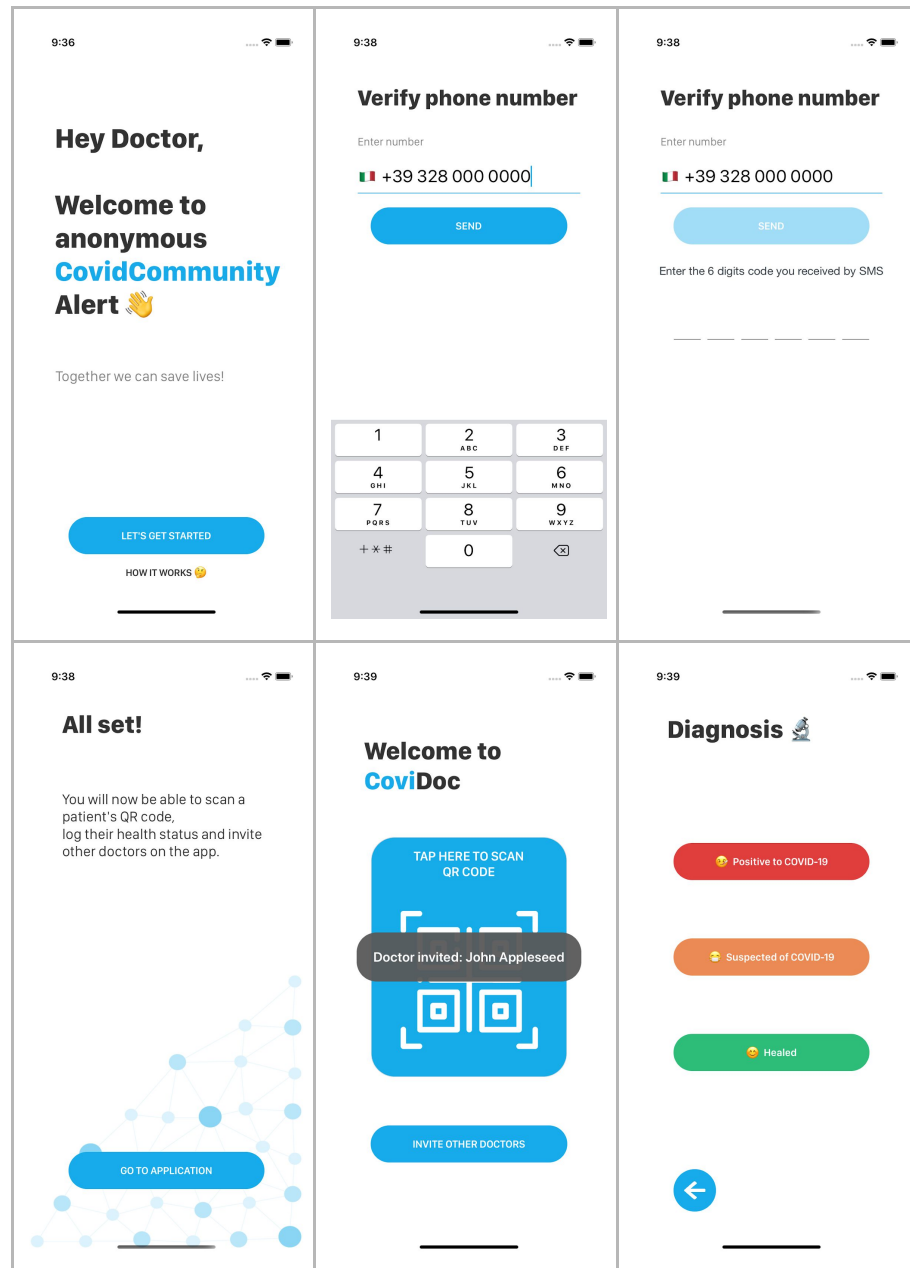 9:36
Hey Doctor,
Welcome to
anonymous
CovidCommunity
Alert 👋
Together we can save lives!
LET'S GET STARTED
HOW IT WORKS 🤔
9:38
Verify phone number
Enter number
🇮🇹 +39 328 000 0000
SEND
1
2
ABC
3
DEF
4
GHI
5
JKL
6
MNO
7
PQRS
8
TUV
9
WXYZ
+*#
0
9:38
Verify phone number
Enter number
🇮🇹 +39 328 000 0000
SEND
Enter the 6 digits code you received by SMS
9:38
All set!
You will now be able to scan a
patient's QR code,
log their health status and invite
other doctors on the app.
GO TO APPLICATION
9:39
Welcome to
CoviDoc
TAP HERE TO SCAN
QR CODE
Doctor invited: John Appleseed
INVITE OTHER DOCTORS
9:39
Diagnosis 🔬
🤒 Positive to COVID-19
😷 Suspected of COVID-19
😊 Healed